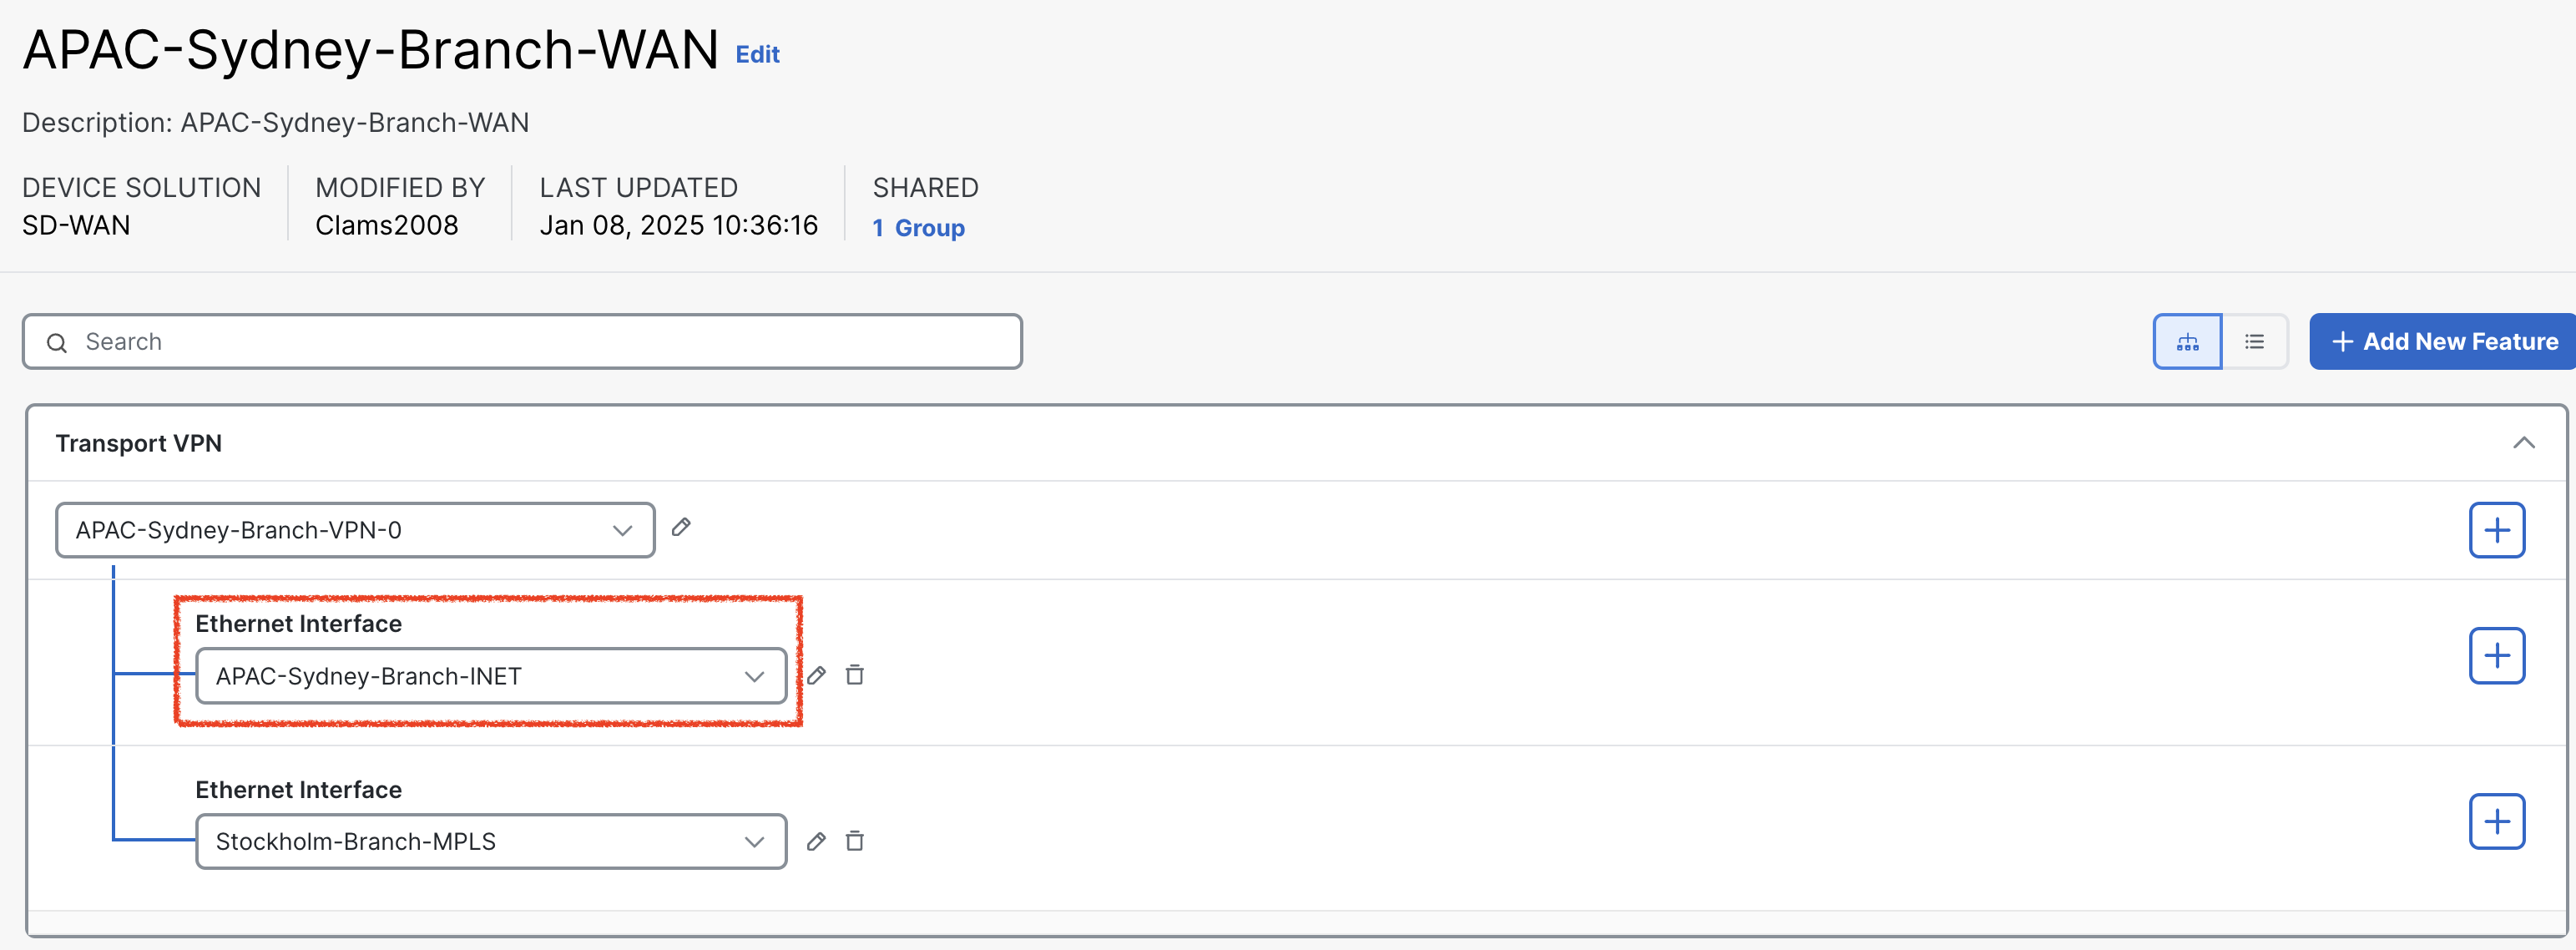 APAC-Sydney-Branch-WAN Edit
Description: APAC-Sydney-Branch-WAN
DEVICE SOLUTION
SD-WAN
MODIFIED BY
Clams2008
LAST UPDATED
Jan 08, 2025 10:36:16
SHARED
1 Group
Search
Add New Feature
Transport VPN
APAC-Sydney-Branch-VPN-0
Ethernet Interface
APAC-Sydney-Branch-INET
Ethernet Interface
Stockholm-Branch-MPLS